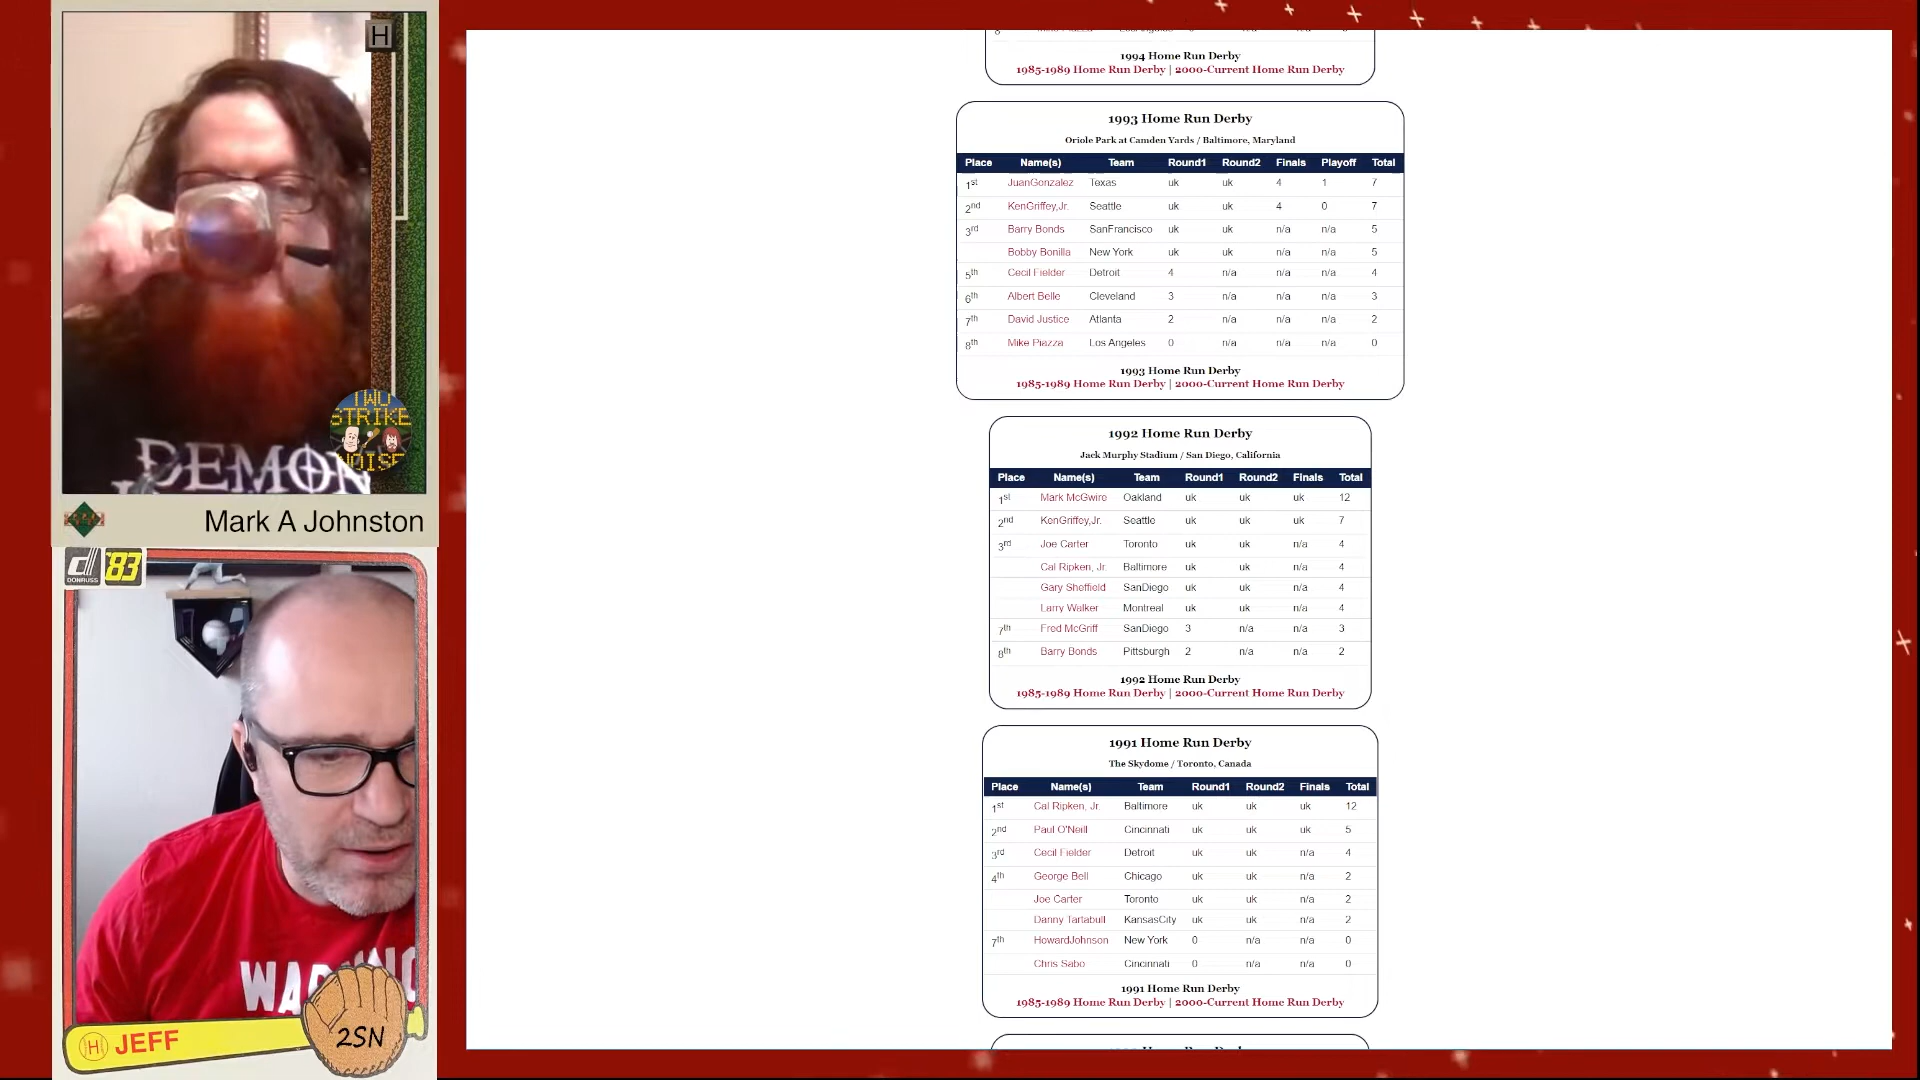 H
TWO
STRIKE
NOISE
DEMON
Mark A Johnston
DONRUSS
'83
WARNING
H JEFF
2SN
1994 Home Run Derby
1985-1989 Home Run Derby | 2000-Current Home Run Derby
1993 Home Run Derby
Oriole Park at Camden Yards / Baltimore, Maryland
Place Name(s) Team Round1 Round2 Finals Playoff Total
1st JuanGonzalez Texas uk uk 4 1 7
2nd KenGriffey,Jr. Seattle uk uk 4 0 7
3rd Barry Bonds SanFrancisco uk uk n/a n/a 5
Bobby Bonilla New York uk uk n/a n/a 5
5th Cecil Fielder Detroit 4 n/a n/a n/a 4
6th Albert Belle Cleveland 3 n/a n/a n/a 3
7th David Justice Atlanta 2 n/a n/a n/a 2
8th Mike Piazza Los Angeles 0 n/a n/a n/a 0
1993 Home Run Derby
1985-1989 Home Run Derby | 2000-Current Home Run Derby
1992 Home Run Derby
Jack Murphy Stadium / San Diego, California
Place Name(s) Team Round1 Round2 Finals Total
1st Mark McGwire Oakland uk uk uk 12
2nd KenGriffey,Jr. Seattle uk uk uk 7
3rd Joe Carter Toronto uk uk n/a 4
Cal Ripken, Jr. Baltimore uk uk n/a 4
Gary Sheffield SanDiego uk uk n/a 4
Larry Walker Montreal uk uk n/a 4
7th Fred McGriff SanDiego 3 n/a n/a 3
8th Barry Bonds Pittsburgh 2 n/a n/a 2
1992 Home Run Derby
1985-1989 Home Run Derby | 2000-Current Home Run Derby
1991 Home Run Derby
The Skydome / Toronto, Canada
Place Name(s) Team Round1 Round2 Finals Total
1st Cal Ripken, Jr. Baltimore uk uk uk 12
2nd Paul O'Neill Cincinnati uk uk uk 5
3rd Cecil Fielder Detroit uk uk n/a 4
4th George Bell Chicago uk uk n/a 2
Joe Carter Toronto uk uk n/a 2
Danny Tartabull KansasCity uk uk n/a 2
7th HowardJohnson New York 0 n/a n/a 0
Chris Sabo Cincinnati 0 n/a n/a 0
1991 Home Run Derby
1985-1989 Home Run Derby | 2000-Current Home Run Derby